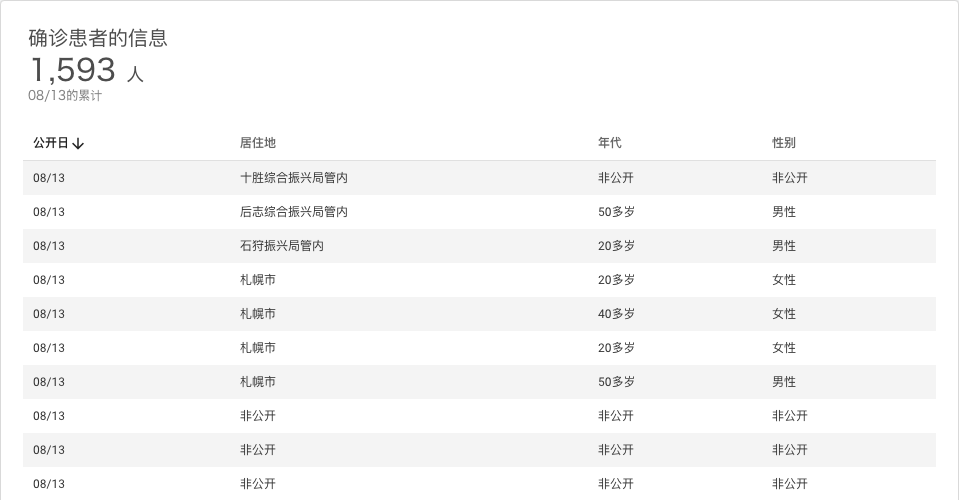 确诊患者的信息
1,593 人
08/13的累计
公开日↓ 居住地 年代 性别
08/13 十胜综合振兴局管内 非公开 非公开
08/13 后志综合振兴局管内 50多岁 男性
08/13 石狩振兴局管内 20多岁 男性
08/13 札幌市 20多岁 女性
08/13 札幌市 40多岁 女性
08/13 札幌市 20多岁 女性
08/13 札幌市 50多岁 男性
08/13 非公开 非公开 非公开
08/13 非公开 非公开 非公开
08/13 非公开 非公开 非公开